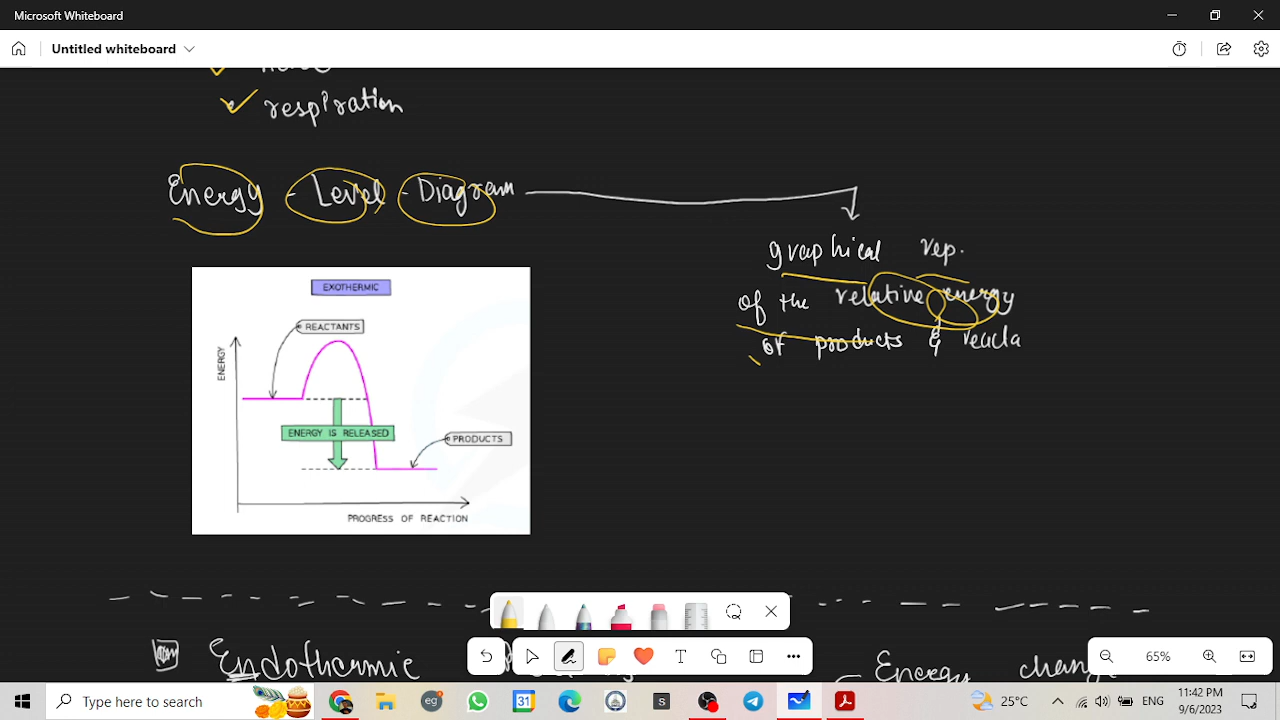 Microsoft Whiteboard
Untitled whiteboard
respiration
Energy - Level - Diagram
graphical rep.
of the relative energy
of products & reacta
EXOTHERMIC
REACTANTS
ENERGY
ENERGY IS RELEASED
PRODUCTS
PROGRESS OF REACTION
Endothermic
Energy change
65%
Type here to search
eg
31
S
25°C
ENG
11:42 PM
9/6/2023